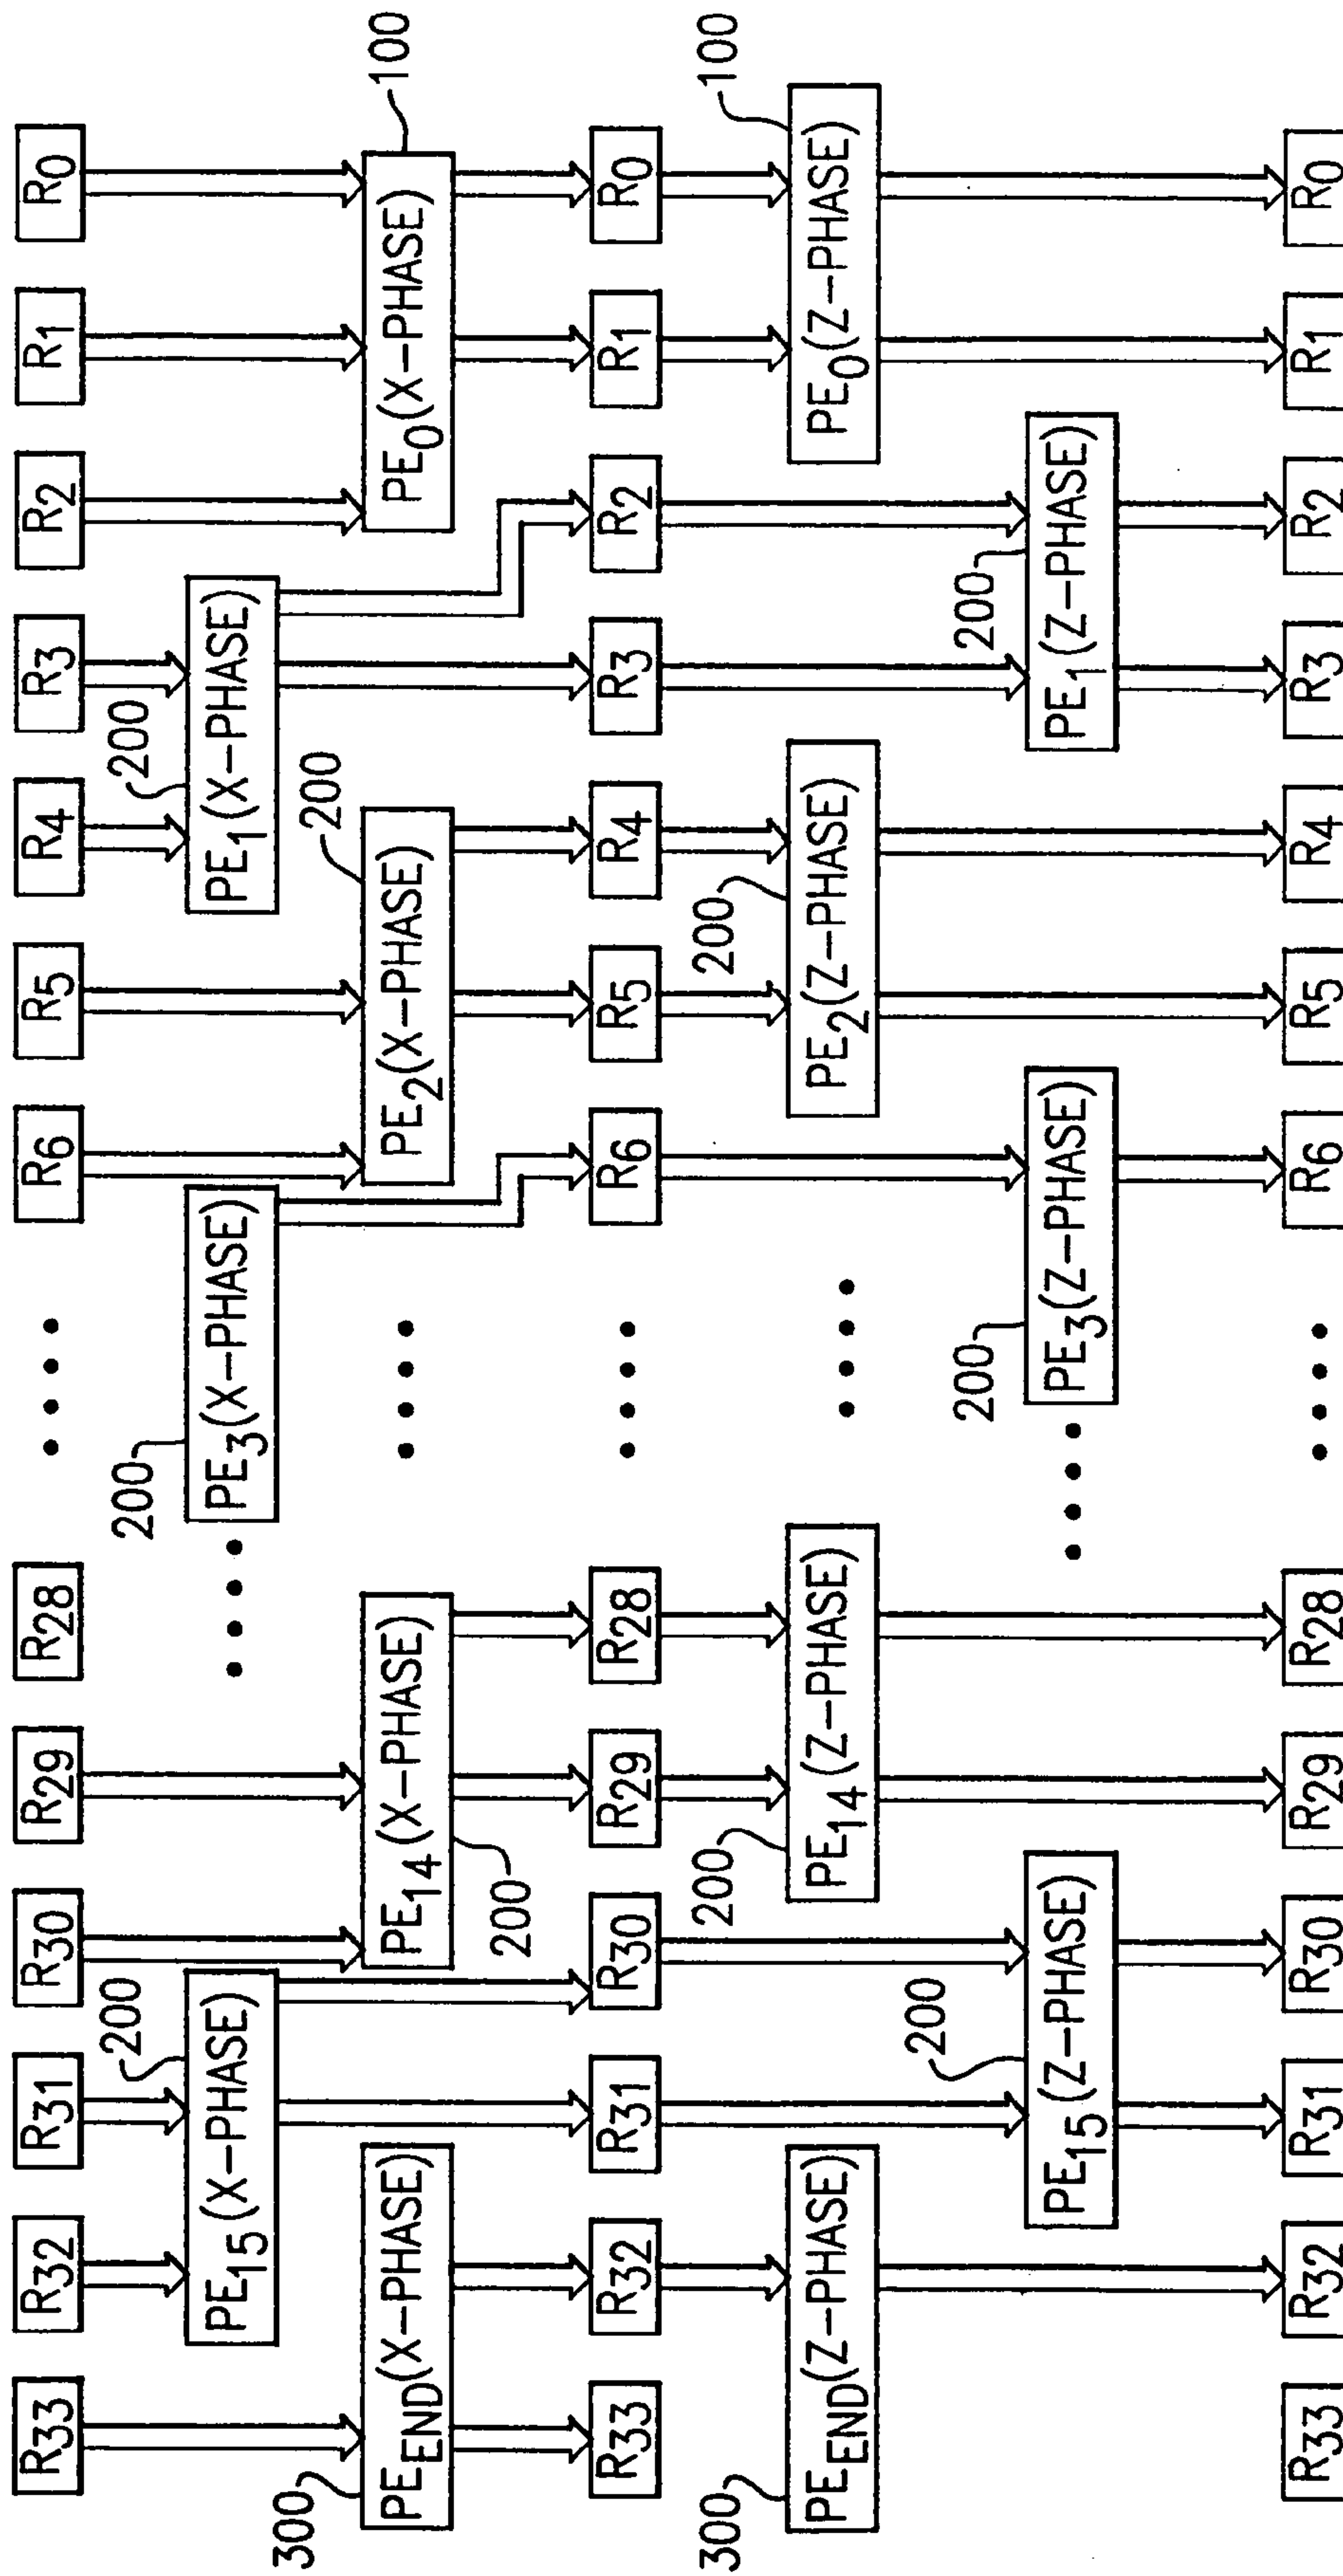 R33 R32 R31 R30 R29 R28 R6 R5 R4 R3 R2 R1 R0
200 200 200
PE15 (X-PHASE) PE3 (X-PHASE) PE1 (X-PHASE)
300 200 100
PEEND (X-PHASE) PE14 (X-PHASE) PE2 (X-PHASE) PE0 (X-PHASE)
200
R33 R32 R31 R30 R29 R28 R6 R5 R4 R3 R2 R1 R0
300 200 200 100
PEEND (Z-PHASE) PE14 (Z-PHASE) PE2 (Z-PHASE) PE0 (Z-PHASE)
200 200 200
PE15 (Z-PHASE) PE3 (Z-PHASE) PE1 (Z-PHASE)
R33 R32 R31 R30 R29 R28 R6 R5 R4 R3 R2 R1 R0